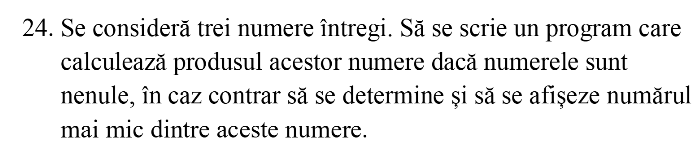 24. Se consideră trei numere întregi. Să se scrie un program care
calculează produsul acestor numere dacă numerele sunt
nenule, în caz contrar să se determine şi să se afişeze numărul
mai mic dintre aceste numere.